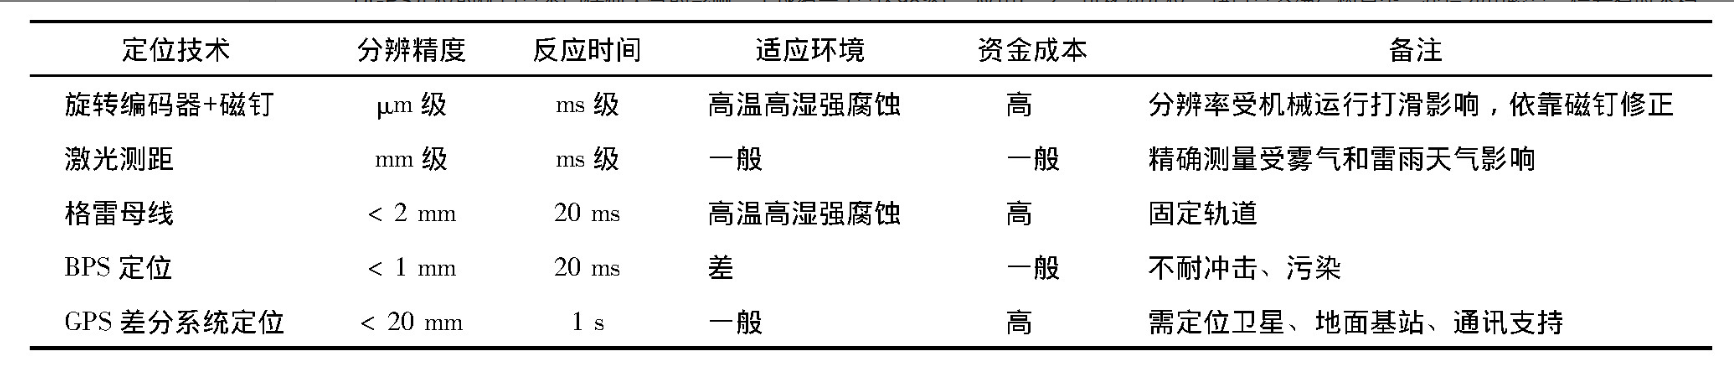 定位技术 分辨精度 反应时间 适应环境 资金成本 备注
旋转编码器+磁钉 μm 级 ms 级 高温高湿强腐蚀 高 分辨率受机械运行打滑影响，依靠磁钉修正
激光测距 mm 级 ms 级 一般 一般 精确测量受雾气和雷雨天气影响
格雷母线 < 2 mm 20 ms 高温高湿强腐蚀 高 固定轨道
BPS 定位 < 1 mm 20 ms 差 一般 不耐冲击、污染
GPS 差分系统定位 < 20 mm 1 s 一般 高 需定位卫星、地面基站、通讯支持